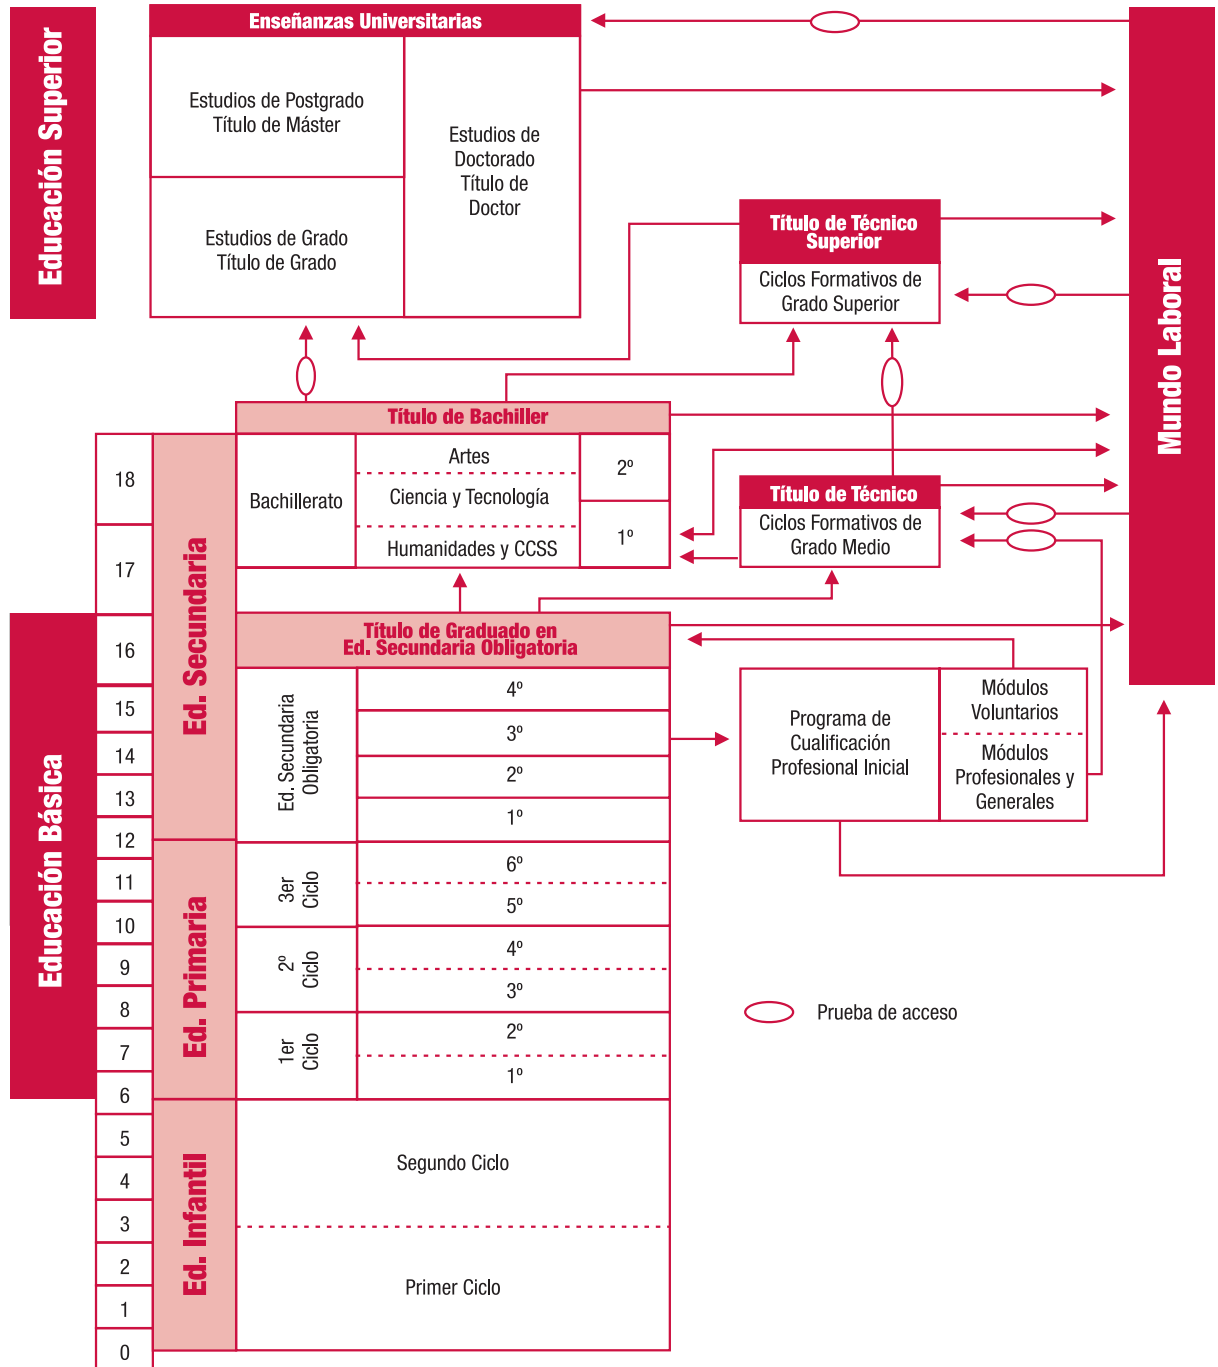 Educación Superior
Enseñanzas Universitarias
Estudios de Postgrado
Título de Máster
Estudios de Grado
Título de Grado
Estudios de
Doctorado
Título de
Doctor
Título de Técnico
Superior
Ciclos Formativos de
Grado Superior
Mundo Laboral
Título de Bachiller
Bachillerato
Artes
Ciencia y Tecnología
Humanidades y CCSS
2º
1º
Título de Técnico
Ciclos Formativos de
Grado Medio
Ed. Secundaria
Título de Graduado en
Ed. Secundaria Obligatoria
Ed. Secundaria
Obligatoria
4º
3º
2º
1º
Programa de
Cualificación
Profesional Inicial
Módulos
Voluntarios
Módulos
Profesionales y
Generales
Educación Básica
Ed. Primaria
3er
Ciclo
6º
5º
2º
Ciclo
4º
3º
1er
Ciclo
2º
1º
Prueba de acceso
Ed. Infantil
Segundo Ciclo
Primer Ciclo
18
17
16
15
14
13
12
11
10
9
8
7
6
5
4
3
2
1
0